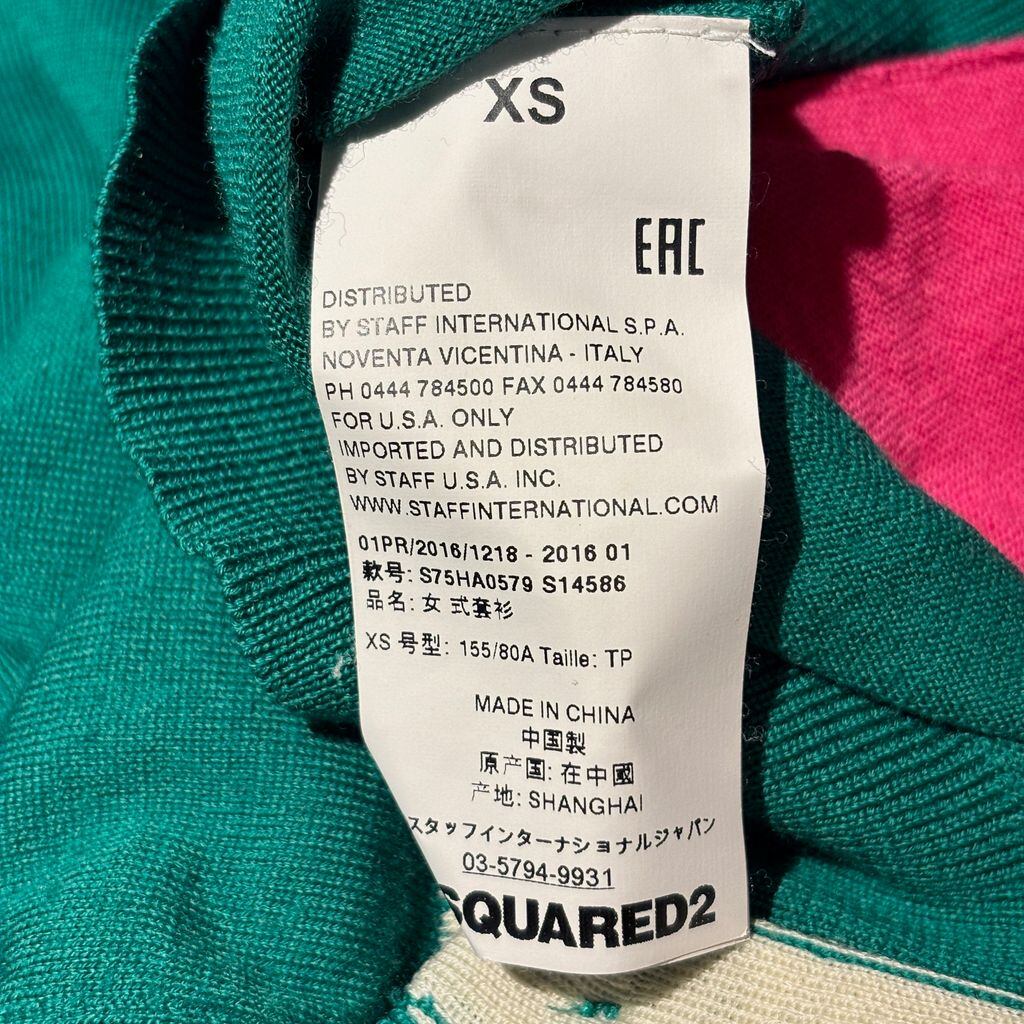 XS
EAC
DISTRIBUTED
BY STAFF INTERNATIONAL S.P.A.
NOVENTA VICENTINA - ITALY
PH 0444 784500 FAX 0444 784580
FOR U.S.A. ONLY
IMPORTED AND DISTRIBUTED
BY STAFF U.S.A. INC.
WWW.STAFFINTERNATIONAL.COM
01PR/2016/1218 - 2016 01
款号: S75HA0579 S14586
品名: 女 式套衫
XS 号型: 155/80A Taille: TP
MADE IN CHINA
中国製
原产国: 在中國
产地: SHANGHAI
スタッフインターナショナルジャパン
03-5794-9931
SQUARED2